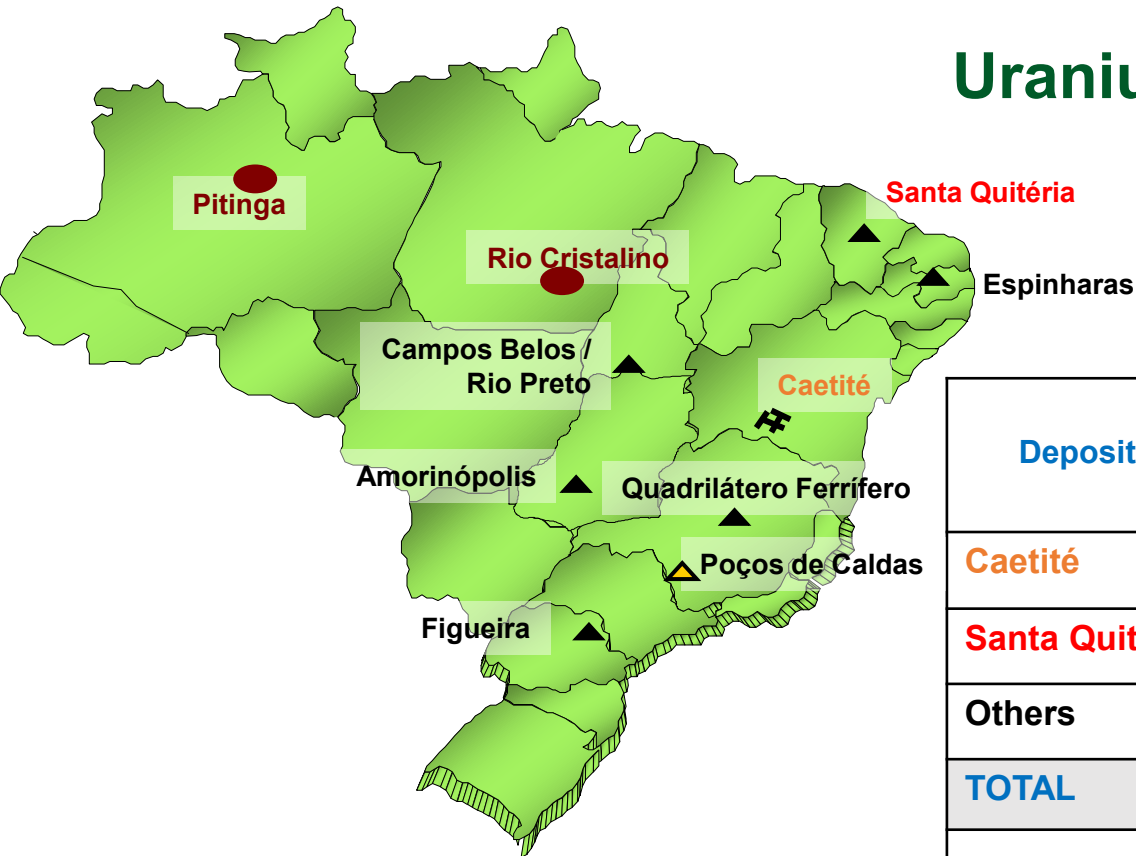 Uraniu
Santa Quitéria
Pitinga
Rio Cristalino
Espinharas
Campos Belos /
Rio Preto
Caetité
Amorinópolis
Quadrilátero Ferrífero
Poços de Caldas
Figueira
Deposit
Caetité
Santa Quit
Others
TOTAL